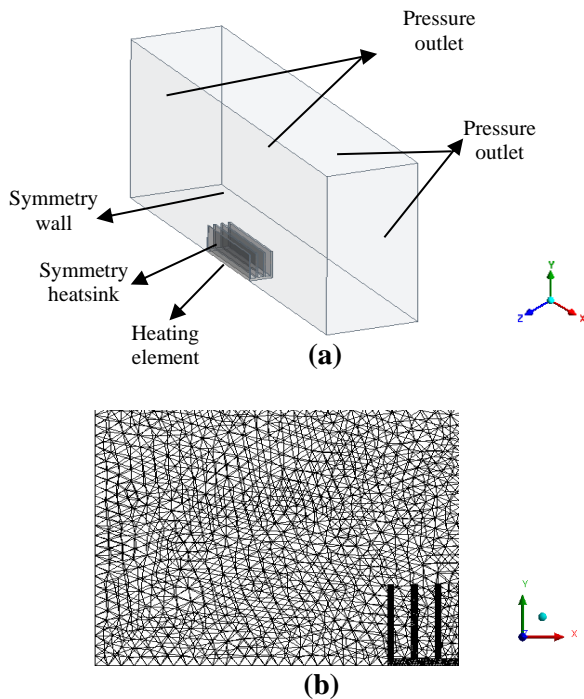 Pressure
outlet
Pressure
outlet
Symmetry
wall
Symmetry
heatsink
Heating
element
(a)
Y
Z
X
Y
Z
X
(b)